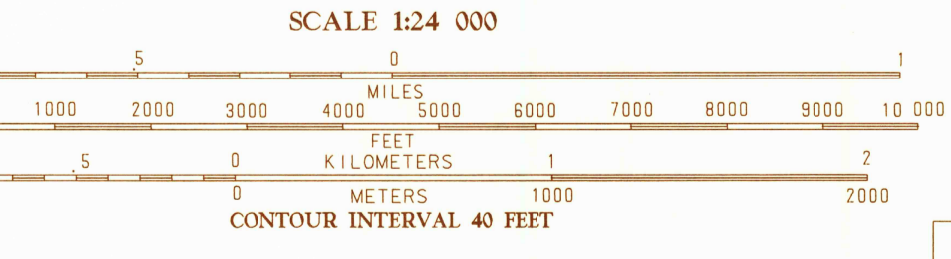 SCALE 1:24 000
.5 0 1
MILES
1000 2000 3000 4000 5000 6000 7000 8000 9000 10 000
FEET
.5 0 KILOMETERS 1 2
0 METERS 1000 2000
CONTOUR INTERVAL 40 FEET